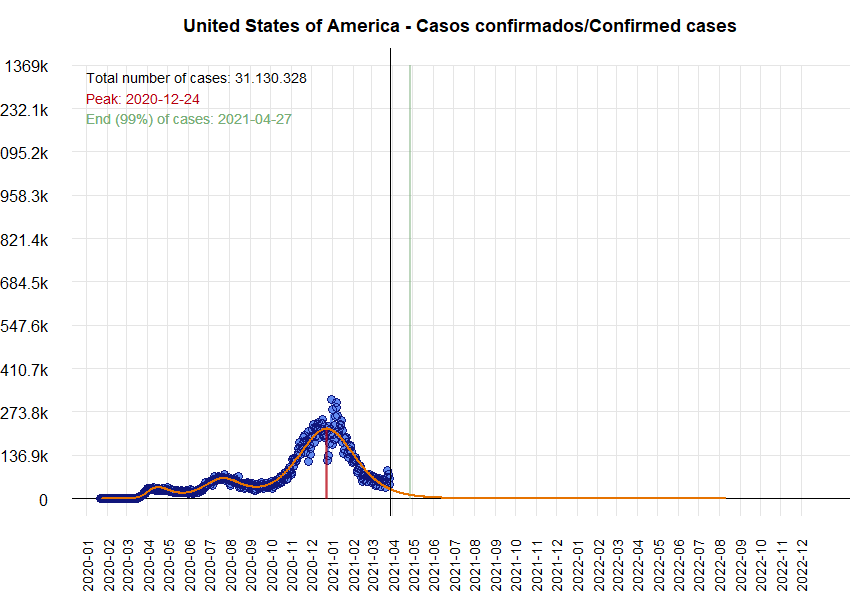 United States of America - Casos confirmados/Confirmed cases
1369k
Total number of cases: 31.130.328
Peak: 2020-12-24
End (99%) of cases: 2021-04-27
232.1k
095.2k
958.3k
821.4k
684.5k
547.6k
410.7k
273.8k
136.9k
0
2020-01
2020-02
2020-03
2020-04
2020-05
2020-06
2020-07
2020-08
2020-09
2020-10
2020-11
2020-12
2021-01
2021-02
2021-03
2021-04
2021-05
2021-06
2021-07
2021-08
2021-09
2021-10
2021-11
2021-12
2022-01
2022-02
2022-03
2022-04
2022-05
2022-06
2022-07
2022-08
2022-09
2022-10
2022-11
2022-12